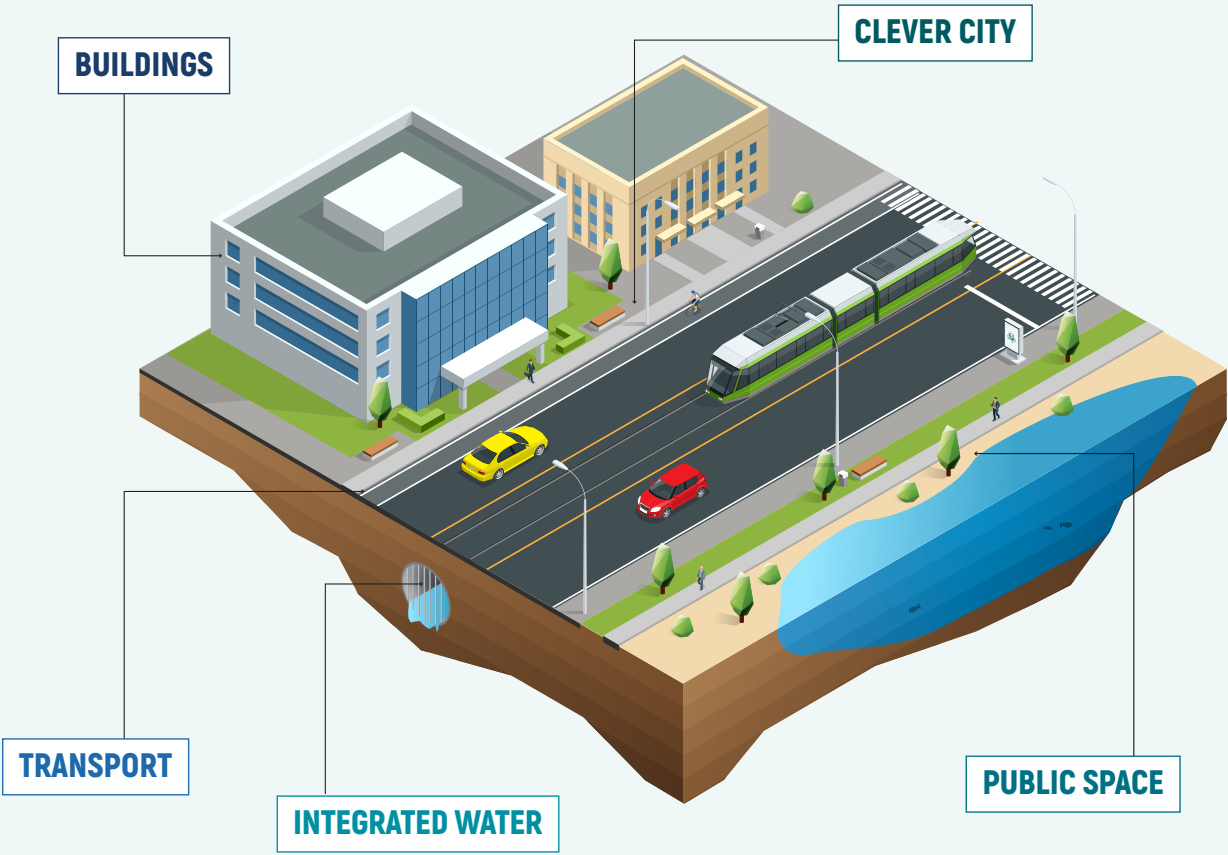 CLEVER CITY
BUILDINGS
TRANSPORT
PUBLIC SPACE
INTEGRATED WATER